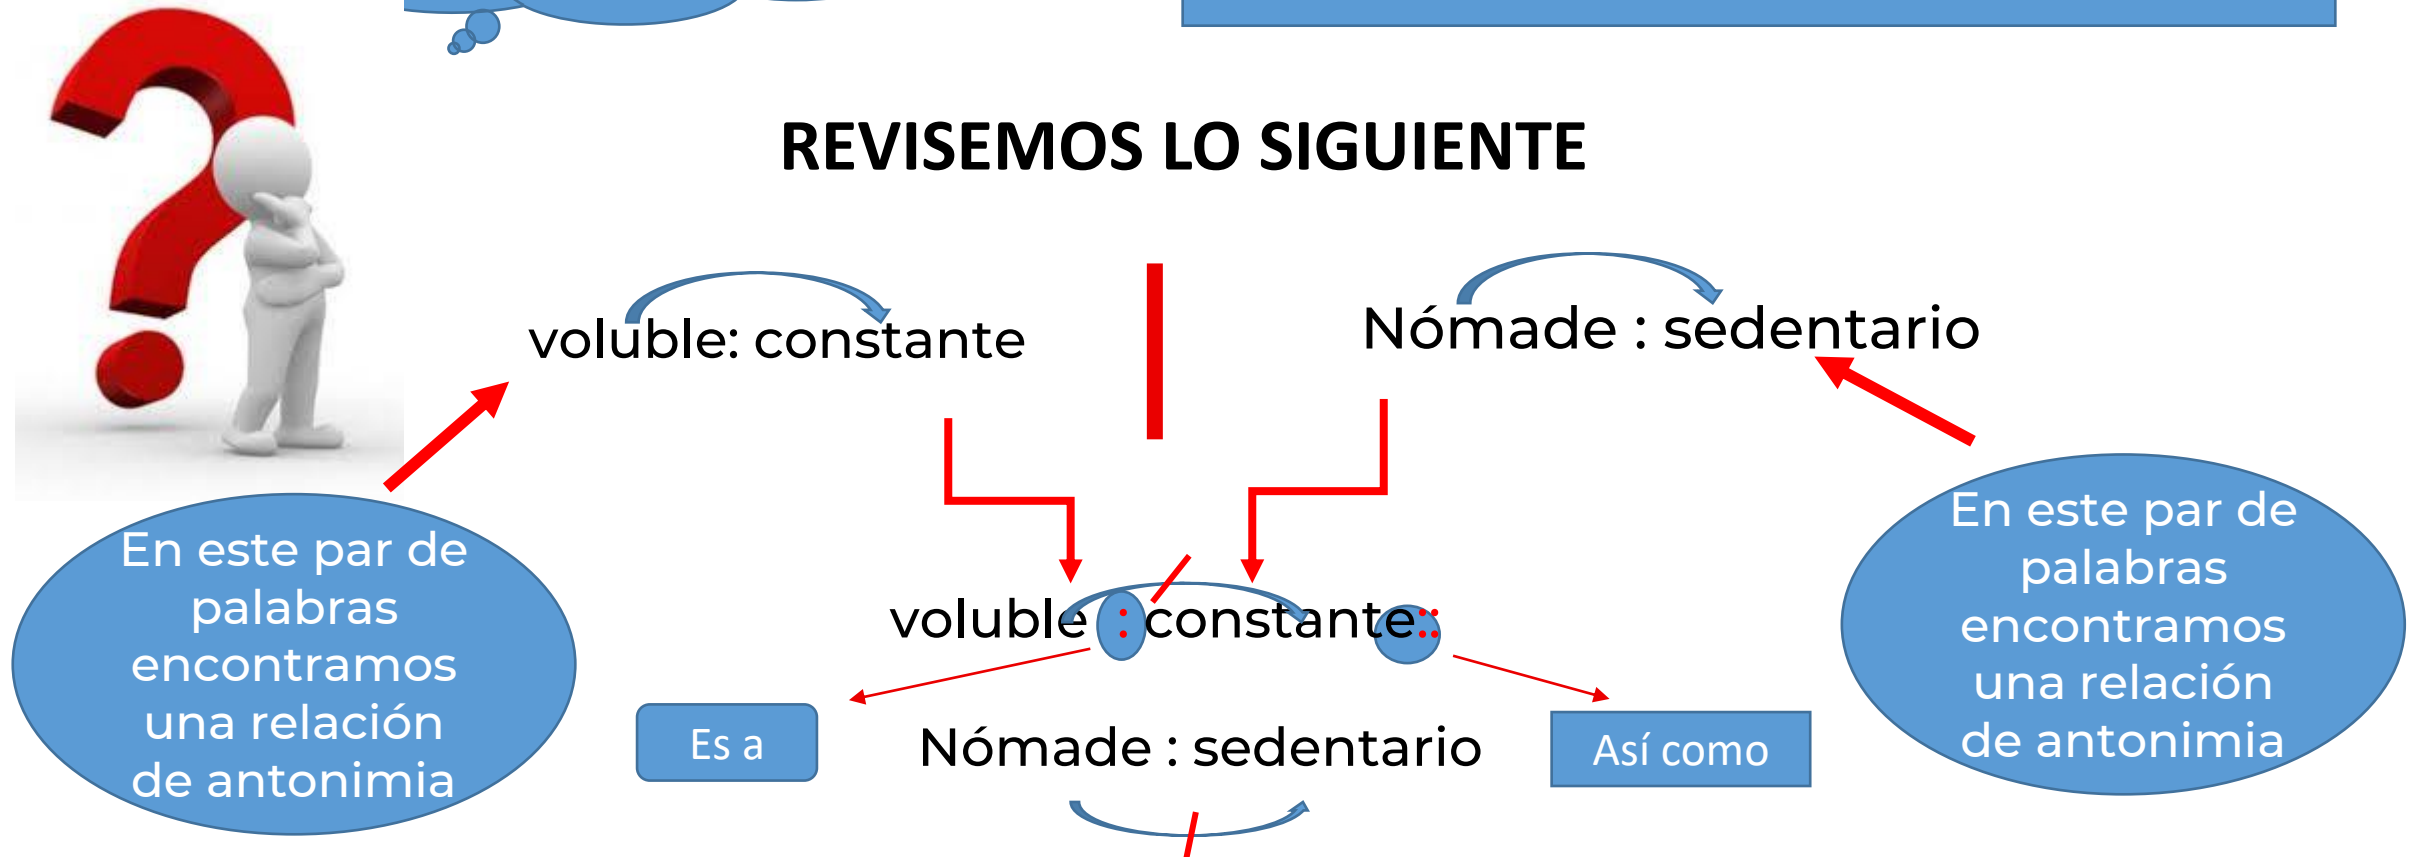 REVISEMOS LO SIGUIENTE
voluble: constante
Nómade : sedentario
En este par de
palabras
encontramos
una relación
de antonimia
En este par de
palabras
encontramos
una relación
de antonimia
voluble : constante::
Es a
Nómade : sedentario
Así como